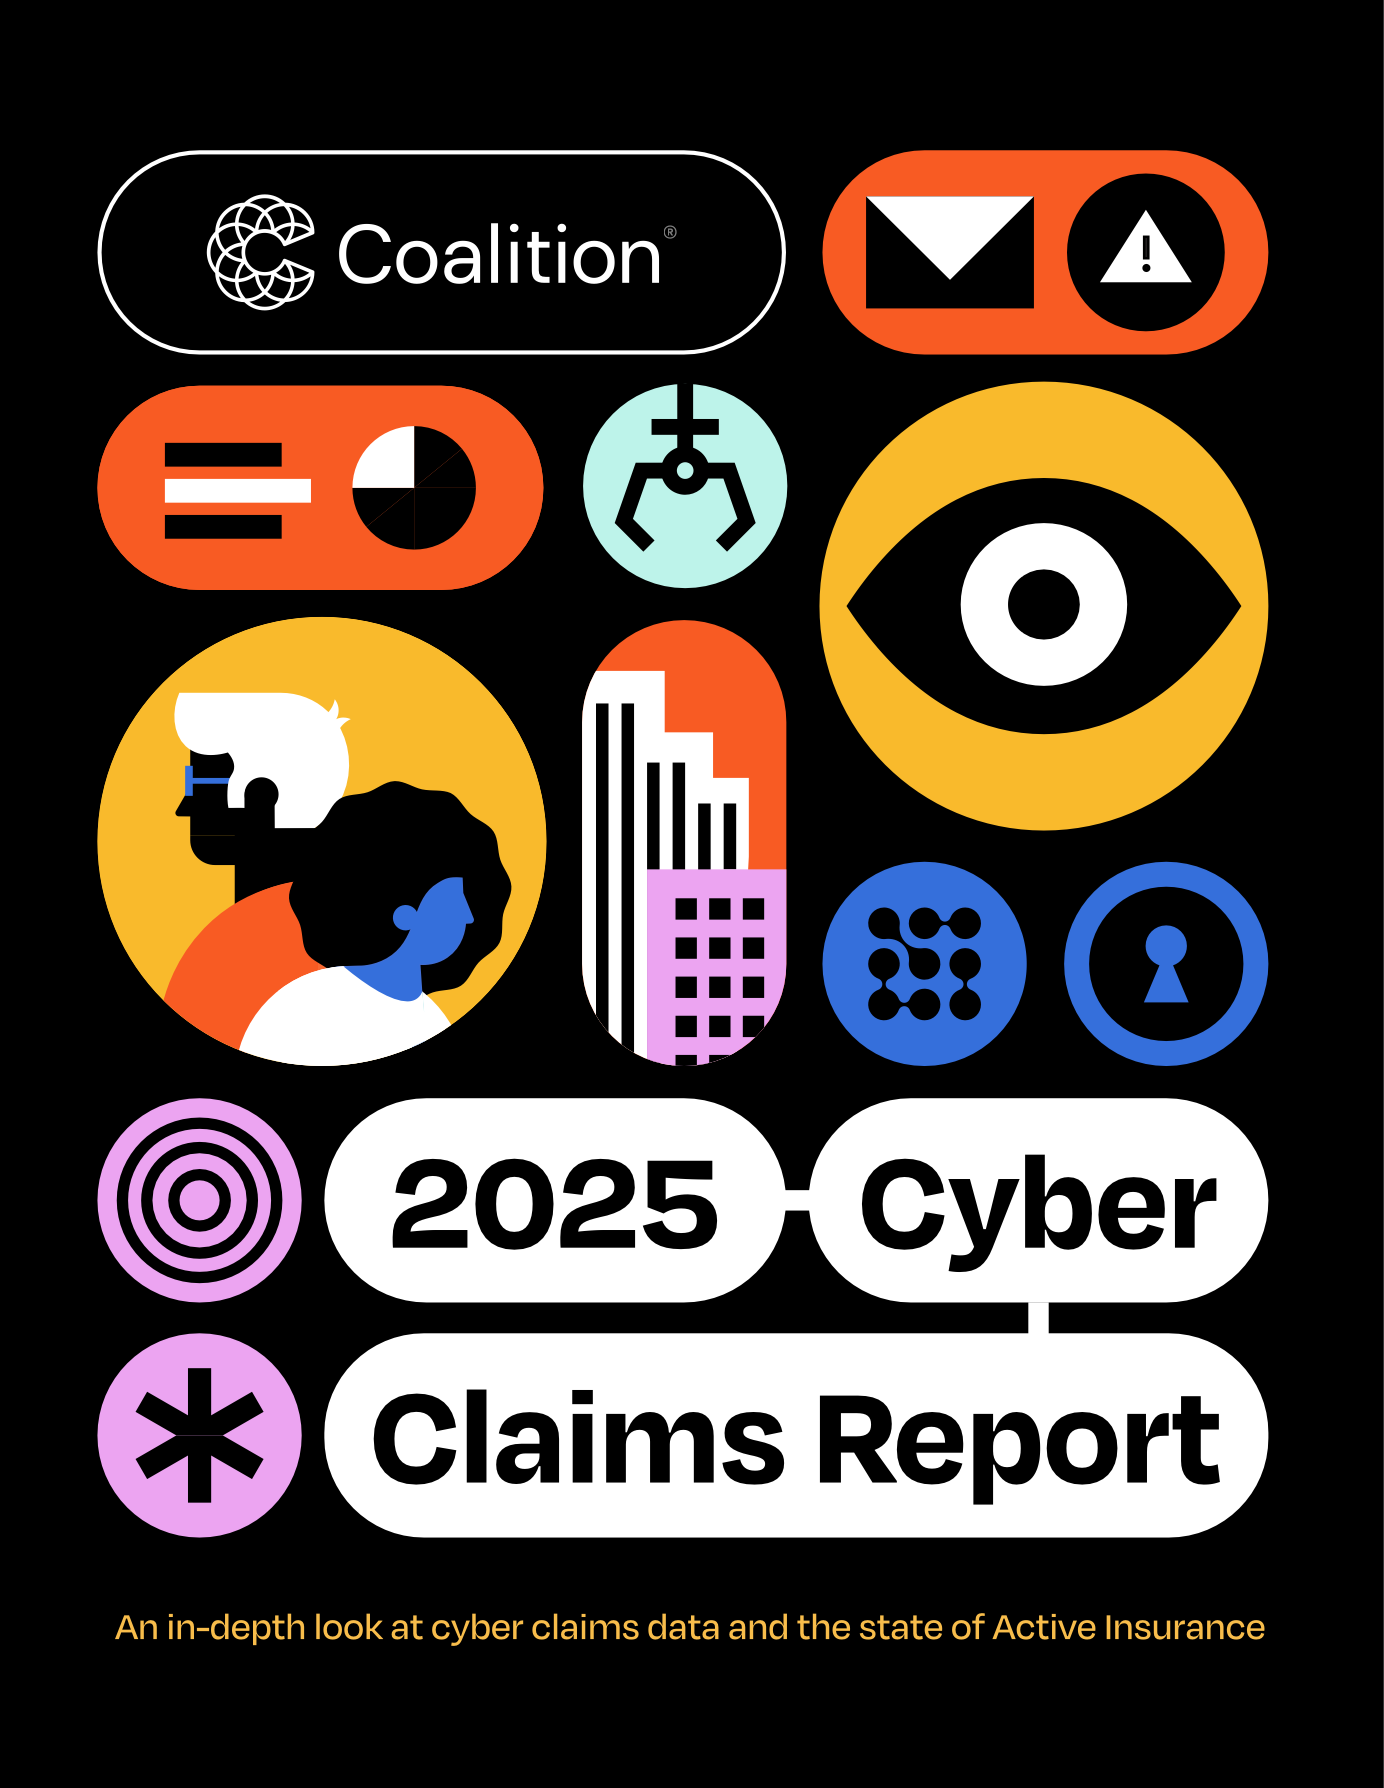 Coalition®
!
2025 Cyber
Claims Report
An in-depth look at cyber claims data and the state of Active Insurance